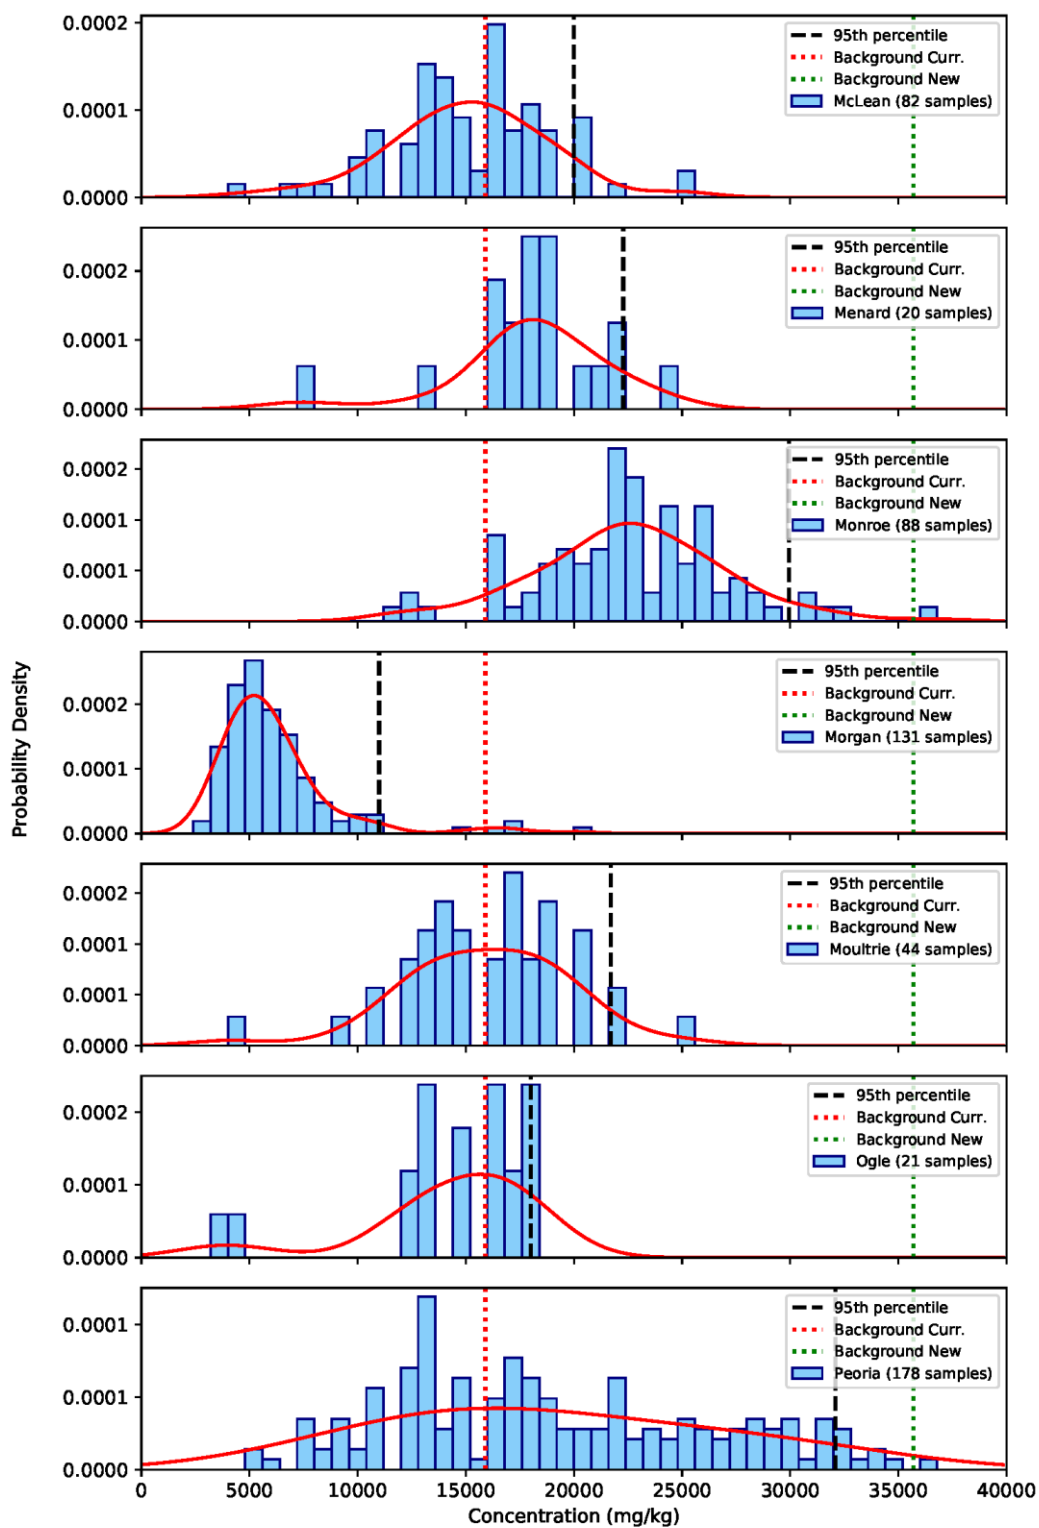 0.0002
0.0001
0.0000
95th percentile
Background Curr.
Background New
McLean (82 samples)
0.0002
0.0001
0.0000
95th percentile
Background Curr.
Background New
Menard (20 samples)
0.0002
0.0001
0.0001
0.0000
95th percentile
Background Curr.
Background New
Monroe (88 samples)
Probability Density
0.0002
0.0001
0.0000
95th percentile
Background Curr.
Background New
Morgan (131 samples)
0.0002
0.0001
0.0001
0.0000
95th percentile
Background Curr.
Background New
Moultrie (44 samples)
0.0002
0.0001
0.0000
95th percentile
Background Curr.
Background New
Ogle (21 samples)
0.0001
0.0001
0.0000
95th percentile
Background Curr.
Background New
Peoria (178 samples)
0 5000 10000 15000 20000 25000 30000 35000 40000
Concentration (mg/kg)